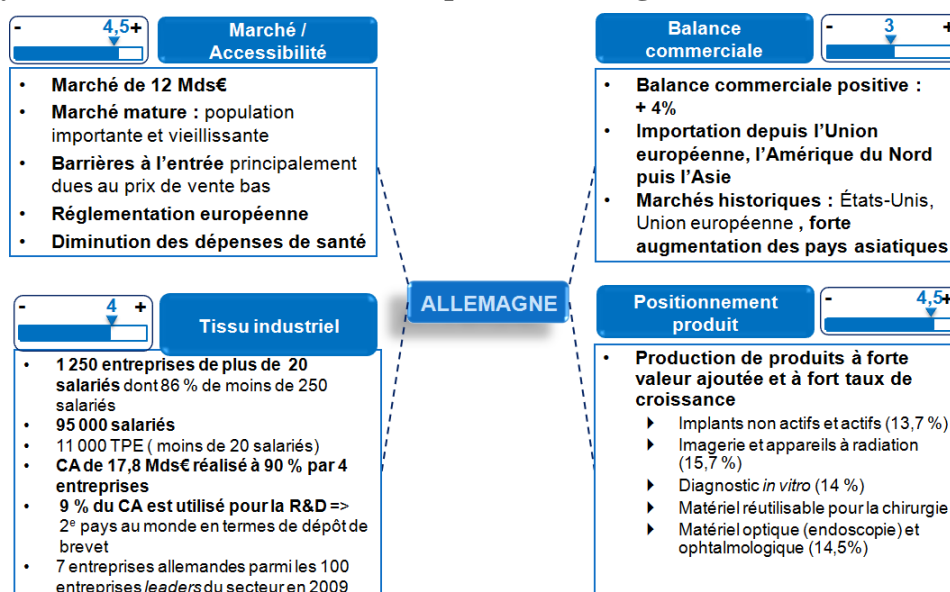 - 4,5+
Marché /
Accessibilité
• Marché de 12 Mds€
• Marché mature : population
importante et vieillissante
• Barrières à l'entrée principalement
dues au prix de vente bas
• Réglementation européenne
• Diminution des dépenses de santé
Balance
commerciale
- 3 +
• Balance commerciale positive :
+ 4%
• Importation depuis l'Union
européenne, l'Amérique du Nord
puis l'Asie
• Marchés historiques : États-Unis,
Union européenne , forte
augmentation des pays asiatiques
ALLEMAGNE
- 4 +
Tissu industriel
• 1 250 entreprises de plus de 20
salariés dont 86 % de moins de 250
salariés
• 95 000 salariés
• 11 000 TPE ( moins de 20 salariés)
• CA de 17,8 Mds€ réalisé à 90 % par 4
entreprises
• 9 % du CA est utilisé pour la R&D =>
2e pays au monde en termes de dépôt de
brevet
• 7 entreprises allemandes parmi les 100
entreprises leaders du secteur en 2009
Positionnement
produit
- 4,5+
• Production de produits à forte
valeur ajoutée et à fort taux de
croissance
Implants non actifs et actifs (13,7 %)
Imagerie et appareils à radiation
(15,7 %)
Diagnostic in vitro (14 %)
Matériel réutilisable pour la chirurgie
Matériel optique (endoscopie) et
ophtalmologique (14,5%)